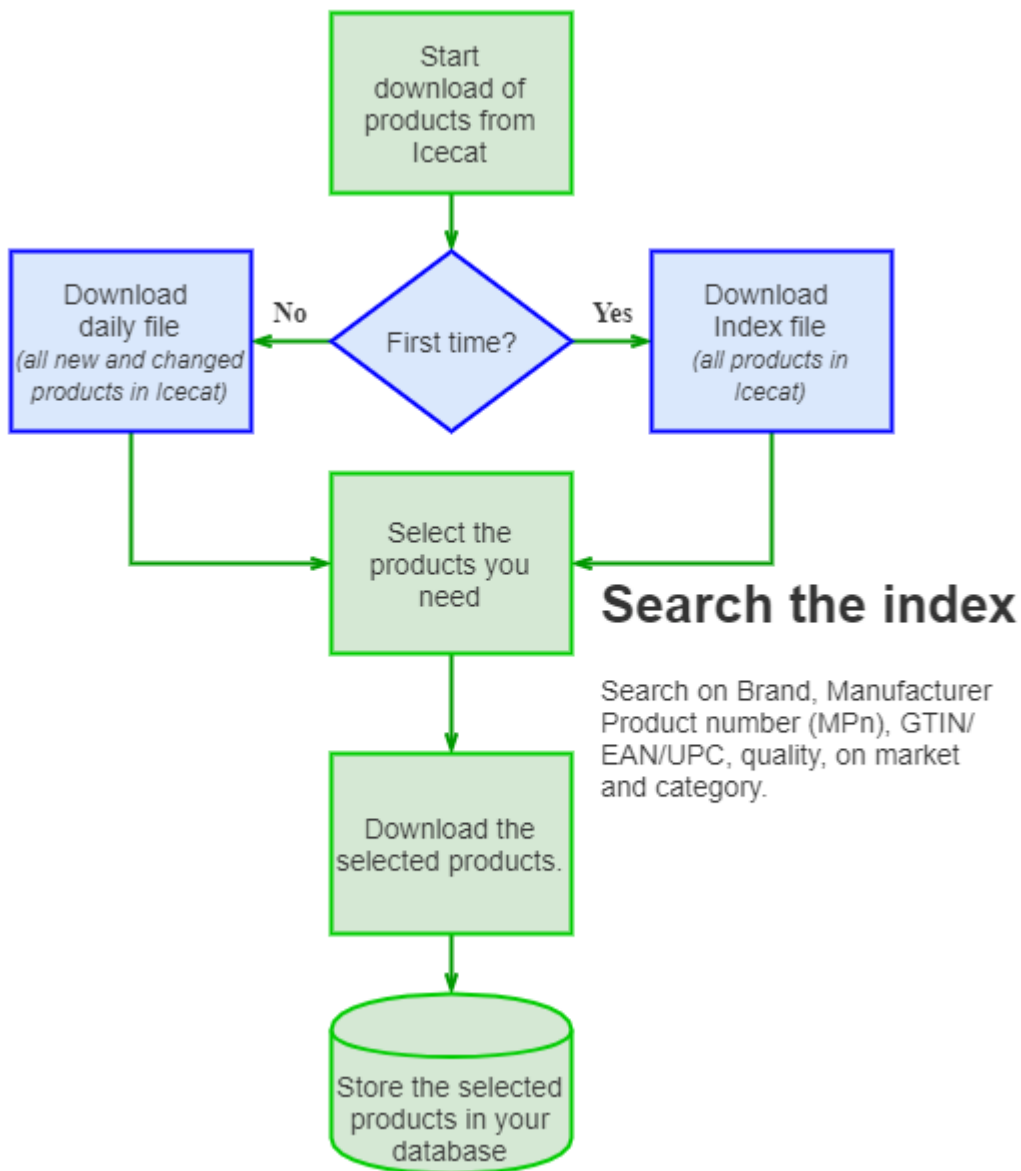 Start
download of
products from
Icecat
Download
daily file
(all new and changed
products in Icecat)
No
First time?
Yes
Download
Index file
(all products in
Icecat)
Select the
products you
need
Search the index
Search on Brand, Manufacturer
Product number (MPn), GTIN/
EAN/UPC, quality, on market
and category.
Download the
selected products.
Store the selected
products in your
database